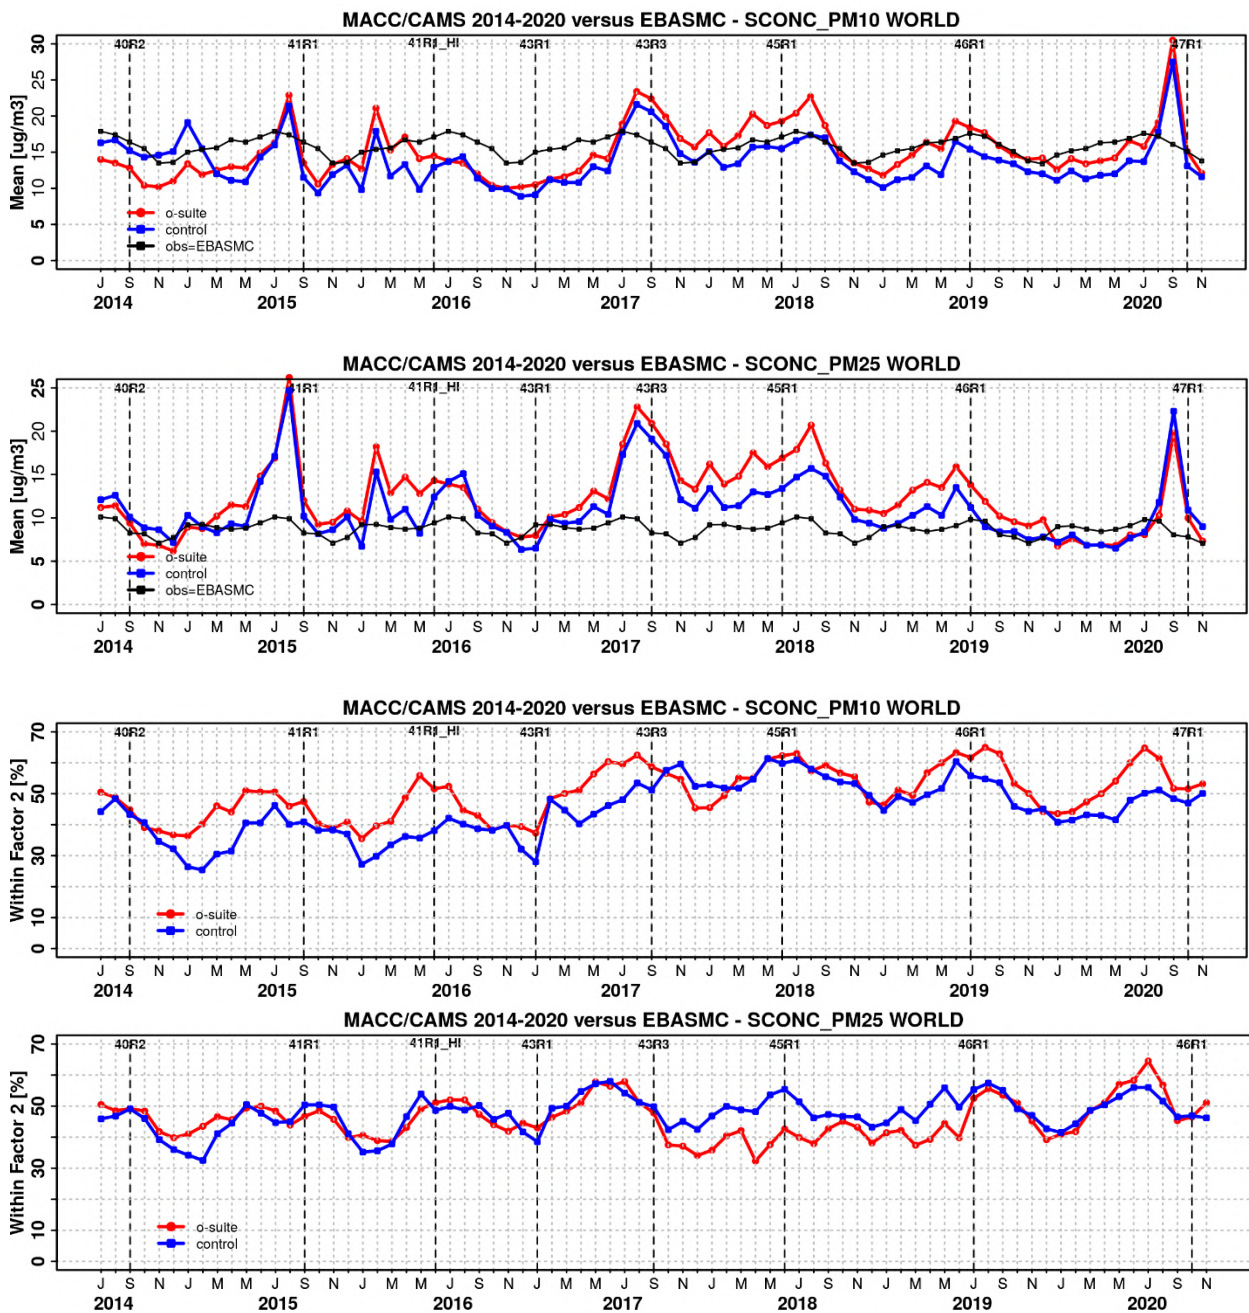 MACC/CAMS 2014-2020 versus EBASMC - SCONC_PM10 WORLD
40R2 41R1 41R1_HI 43R1 43R3 45R1 46R1 47R1
Mean [ug/m3]
30
25
20
15
10
5
0
o-suite
control
obs=EBASMC
J S N J M M J S N J M M J S N J M M J S N J M M J S N J M M J S N J M M J S N
2014 2015 2016 2017 2018 2019 2020
MACC/CAMS 2014-2020 versus EBASMC - SCONC_PM25 WORLD
40R2 41R1 41R1_HI 43R1 43R3 45R1 46R1 47R1
Mean [ug/m3]
25
20
15
10
5
0
o-suite
control
obs=EBASMC
J S N J M M J S N J M M J S N J M M J S N J M M J S N J M M J S N J M M J S N
2014 2015 2016 2017 2018 2019 2020
MACC/CAMS 2014-2020 versus EBASMC - SCONC_PM10 WORLD
40R2 41R1 41R1_HI 43R1 43R3 45R1 46R1 47R1
Within Factor 2 [%]
70
50
30
10
0
o-suite
control
J S N J M M J S N J M M J S N J M M J S N J M M J S N J M M J S N J M M J S N
2014 2015 2016 2017 2018 2019 2020
MACC/CAMS 2014-2020 versus EBASMC - SCONC_PM25 WORLD
40R2 41R1 41R1_HI 43R1 43R3 45R1 46R1 46R1
Within Factor 2 [%]
70
50
30
10
0
o-suite
control
J S N J M M J S N J M M J S N J M M J S N J M M J S N J M M J S N J M M J S N
2014 2015 2016 2017 2018 2019 2020